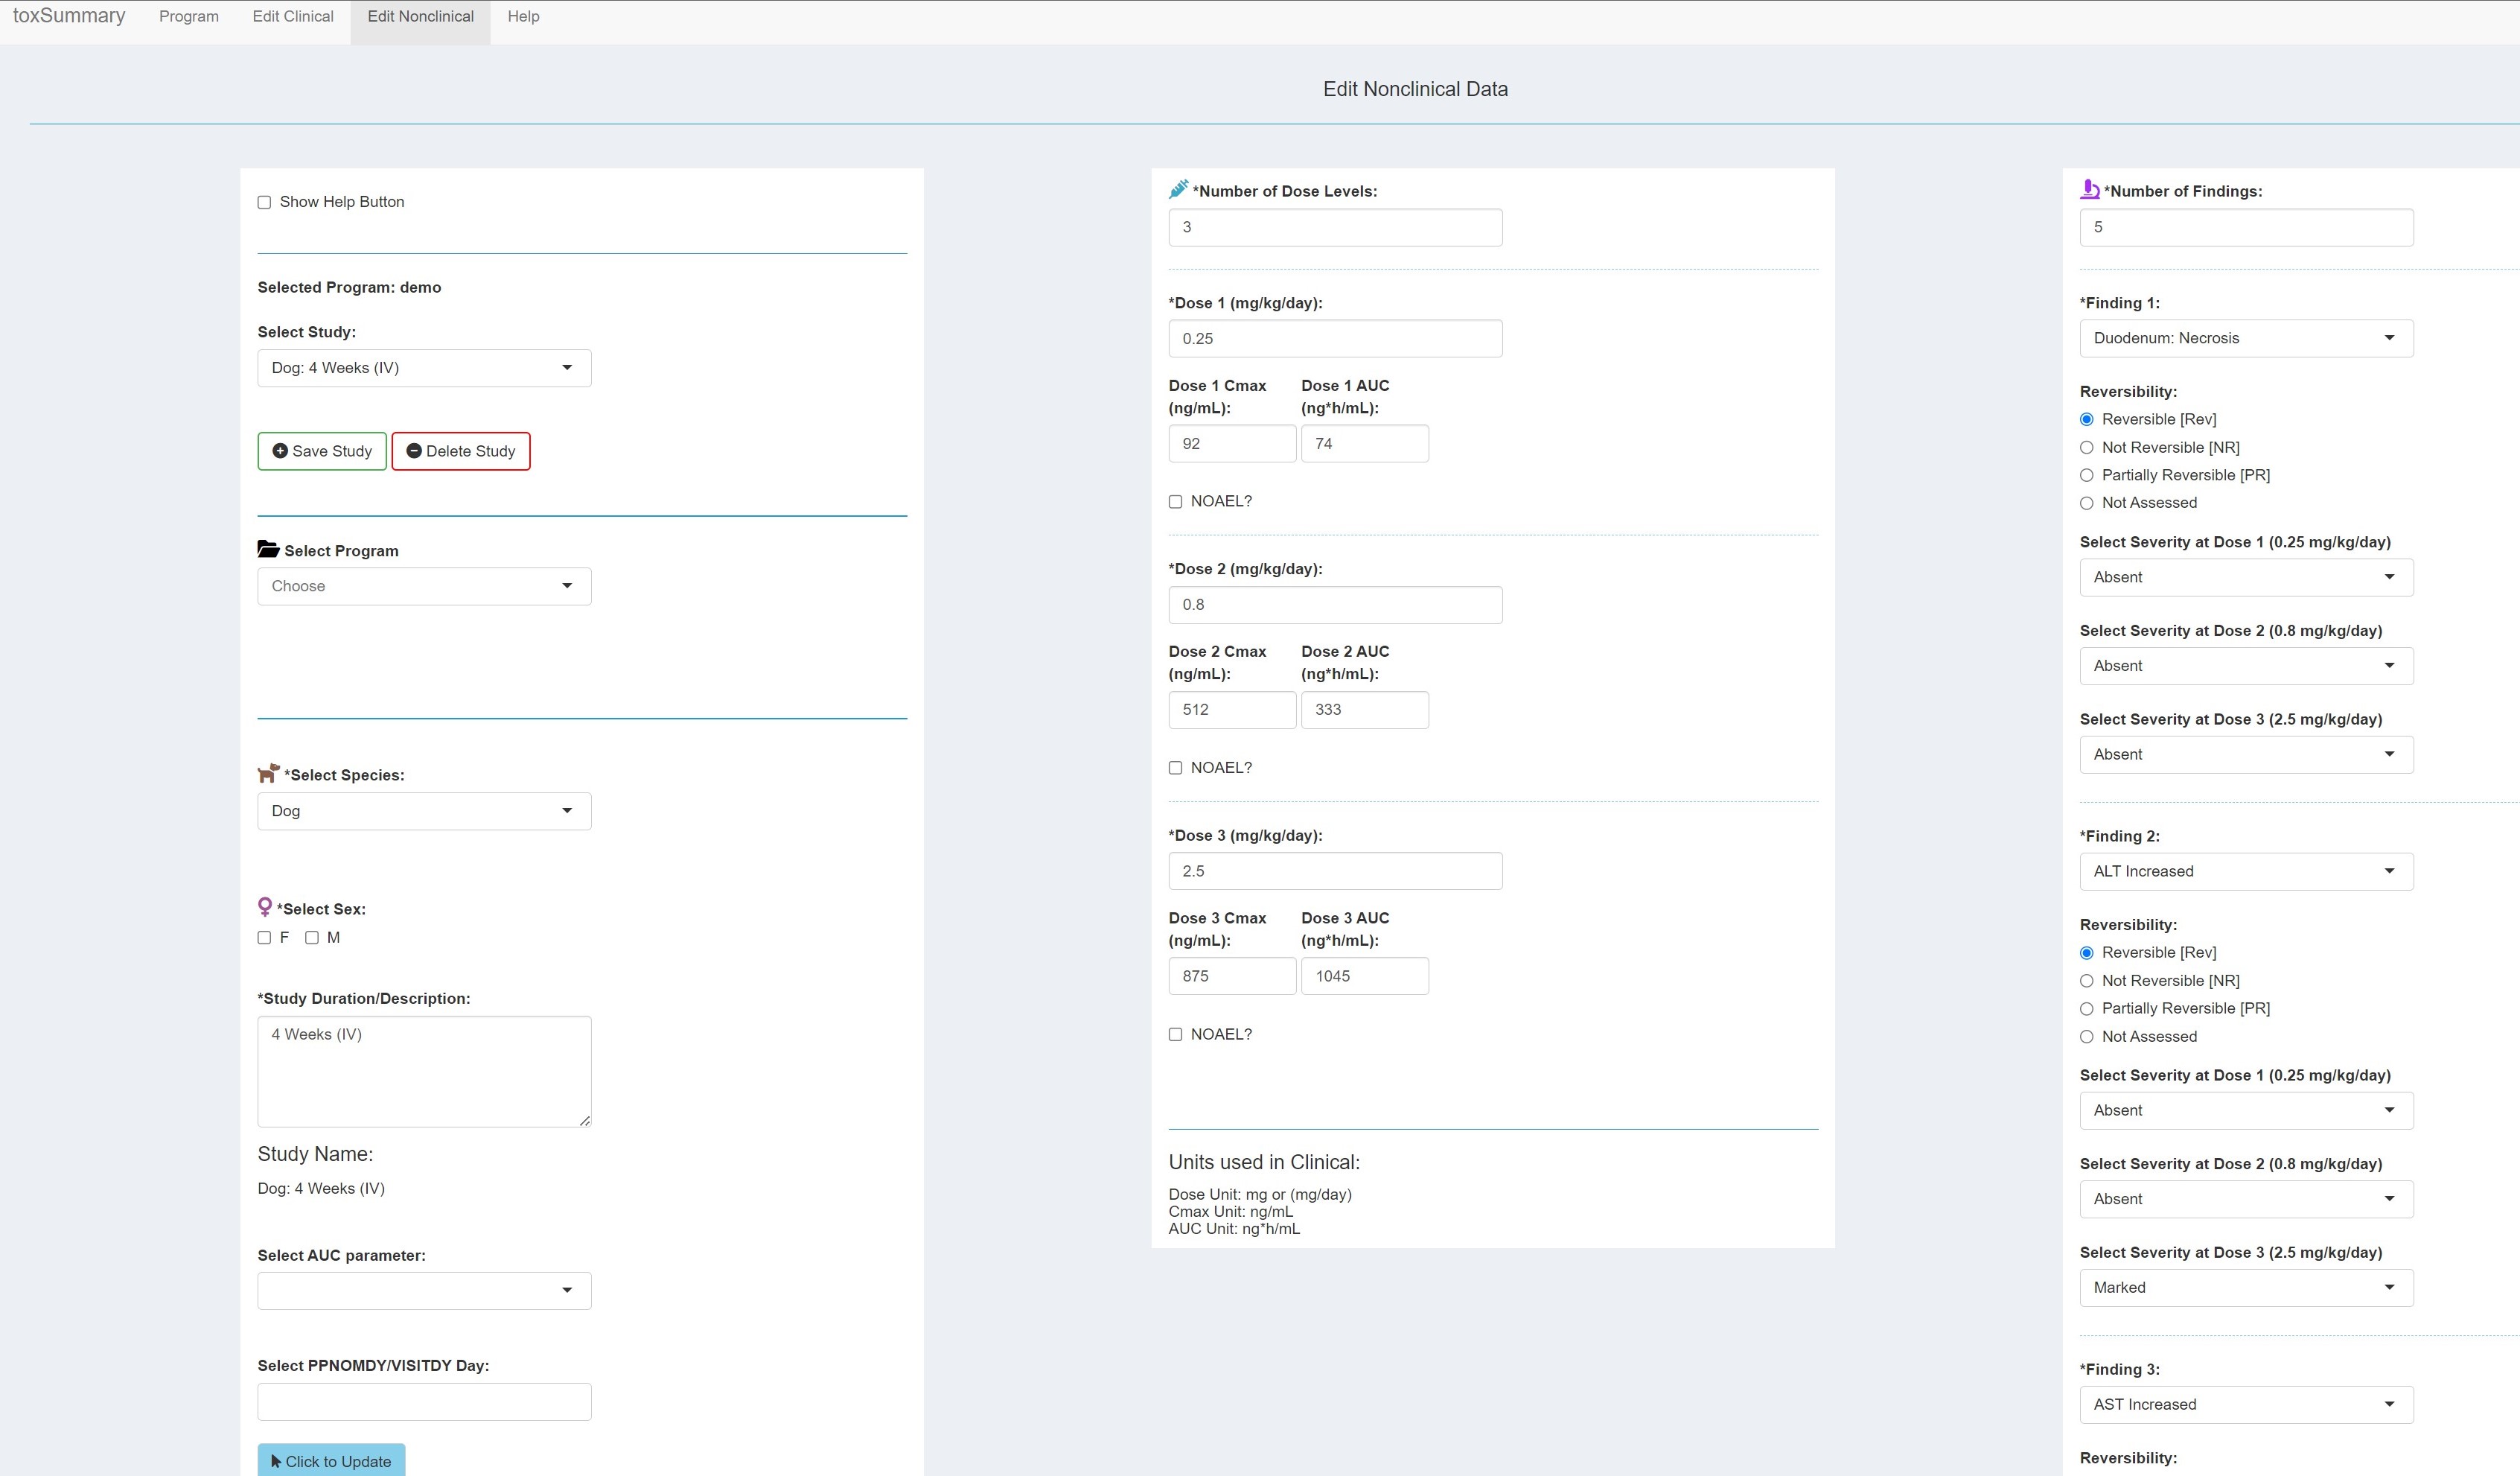 toxSummary Program Edit Clinical Edit Nonclinical Help
Edit Nonclinical Data
Show Help Button
Selected Program: demo
Select Study:
Dog: 4 Weeks (IV)
Save Study Delete Study
Select Program
Choose
*Select Species:
Dog
*Select Sex:
F M
*Study Duration/Description:
4 Weeks (IV)
Study Name:
Dog: 4 Weeks (IV)
Select AUC parameter:
Select PPNOMDY/VISITDY Day:
Click to Update
*Number of Dose Levels:
3
*Dose 1 (mg/kg/day):
0.25
Dose 1 Cmax (ng/mL):
Dose 1 AUC (ng*h/mL):
92 74
NOAEL?
*Dose 2 (mg/kg/day):
0.8
Dose 2 Cmax (ng/mL):
Dose 2 AUC (ng*h/mL):
512 333
NOAEL?
*Dose 3 (mg/kg/day):
2.5
Dose 3 Cmax (ng/mL):
Dose 3 AUC (ng*h/mL):
875 1045
NOAEL?
Units used in Clinical:
Dose Unit: mg or (mg/day)
Cmax Unit: ng/mL
AUC Unit: ng*h/mL
*Number of Findings:
5
*Finding 1:
Duodenum: Necrosis
Reversibility:
Reversible [Rev]
Not Reversible [NR]
Partially Reversible [PR]
Not Assessed
Select Severity at Dose 1 (0.25 mg/kg/day)
Absent
Select Severity at Dose 2 (0.8 mg/kg/day)
Absent
Select Severity at Dose 3 (2.5 mg/kg/day)
Absent
*Finding 2:
ALT Increased
Reversibility:
Reversible [Rev]
Not Reversible [NR]
Partially Reversible [PR]
Not Assessed
Select Severity at Dose 1 (0.25 mg/kg/day)
Absent
Select Severity at Dose 2 (0.8 mg/kg/day)
Absent
Select Severity at Dose 3 (2.5 mg/kg/day)
Marked
*Finding 3:
AST Increased
Reversibility: